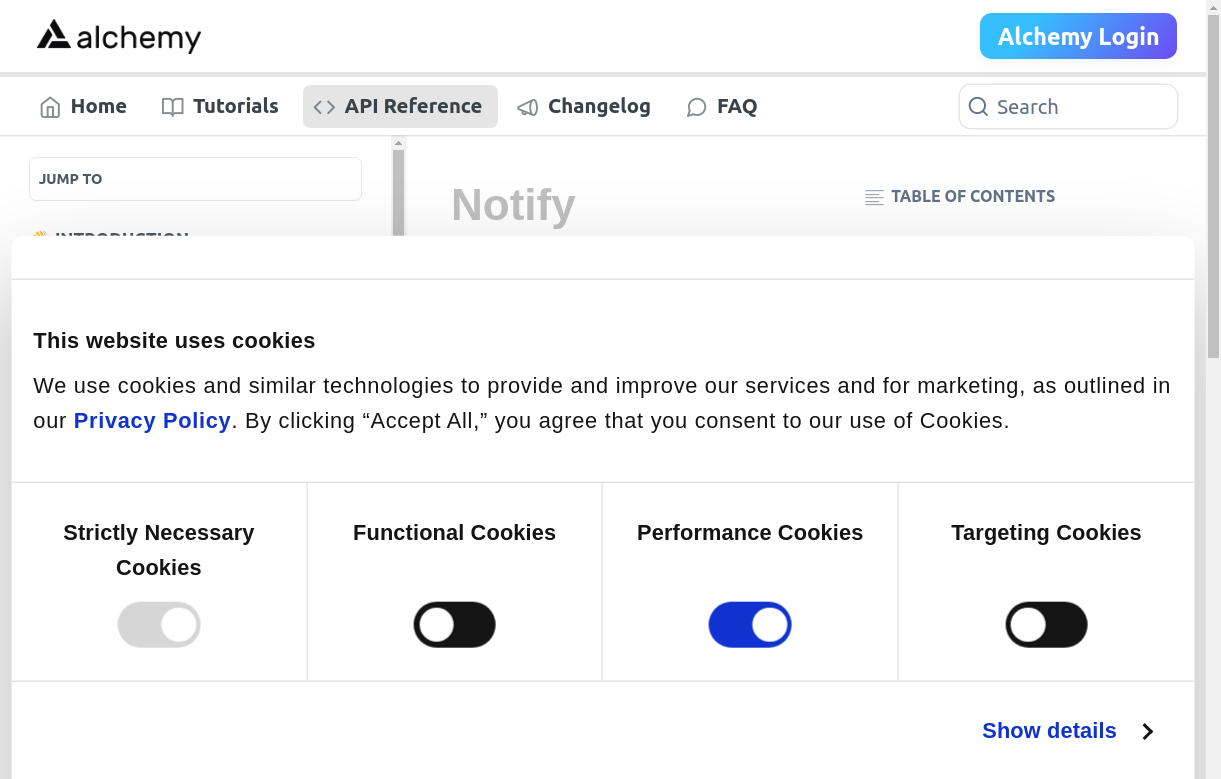 alchemy
Alchemy Login
Home
Tutorials
API Reference
Changelog
FAQ
Search
JUMP TO
INTRODUCTION
Notify
TABLE OF CONTENTS
This website uses cookies
We use cookies and similar technologies to provide and improve our services and for marketing, as outlined in
our Privacy Policy. By clicking “Accept All,” you agree that you consent to our use of Cookies.
Strictly Necessary
Cookies
Functional Cookies
Performance Cookies
Targeting Cookies
Show details